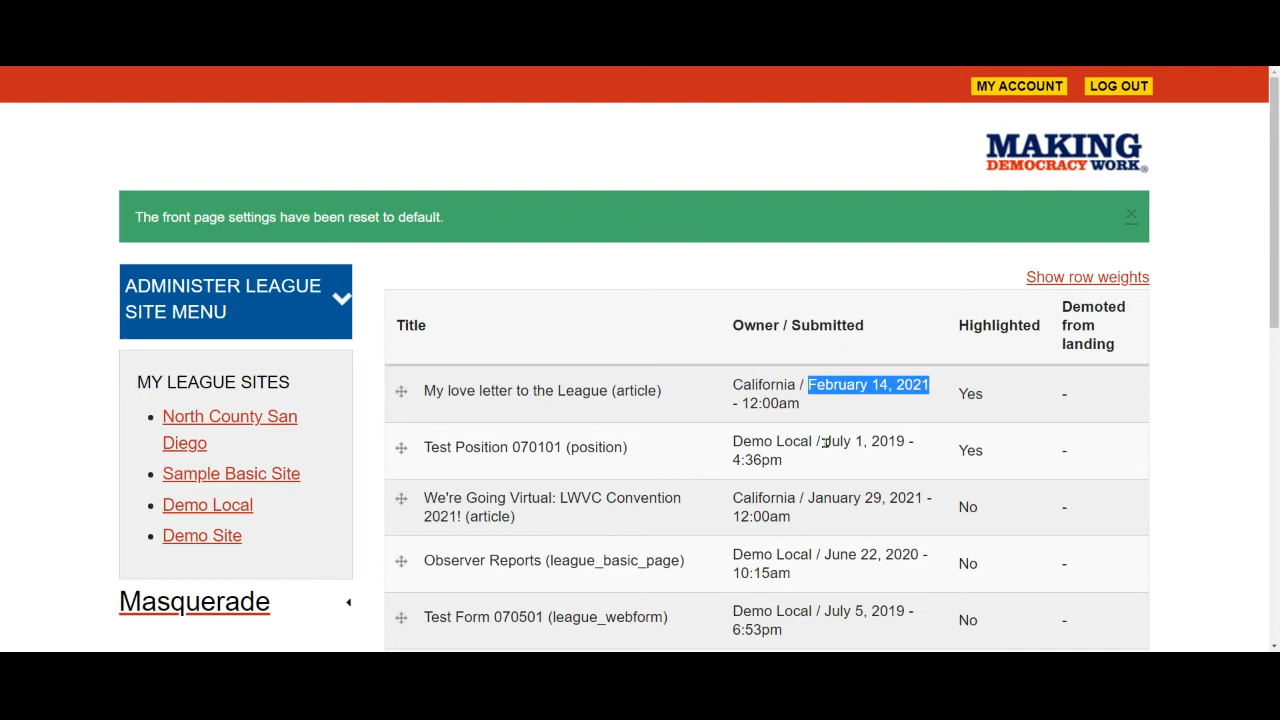 MY ACCOUNT LOG OUT
MAKING
DEMOCRACY WORK®
The front page settings have been reset to default. ×
ADMINISTER LEAGUE
SITE MENU
MY LEAGUE SITES
North County San
Diego
Sample Basic Site
Demo Local
Demo Site
Masquerade
Show row weights
Title Owner / Submitted Highlighted Demoted
from
landing
My love letter to the League (article) California / February 14, 2021 Yes -
- 12:00am
Test Position 070101 (position) Demo Local / July 1, 2019 - Yes -
4:36pm
We're Going Virtual: LWVC Convention California / January 29, 2021 - No -
2021! (article) 12:00am
Observer Reports (league_basic_page) Demo Local / June 22, 2020 - No -
10:15am
Test Form 070501 (league_webform) Demo Local / July 5, 2019 - No -
6:53pm